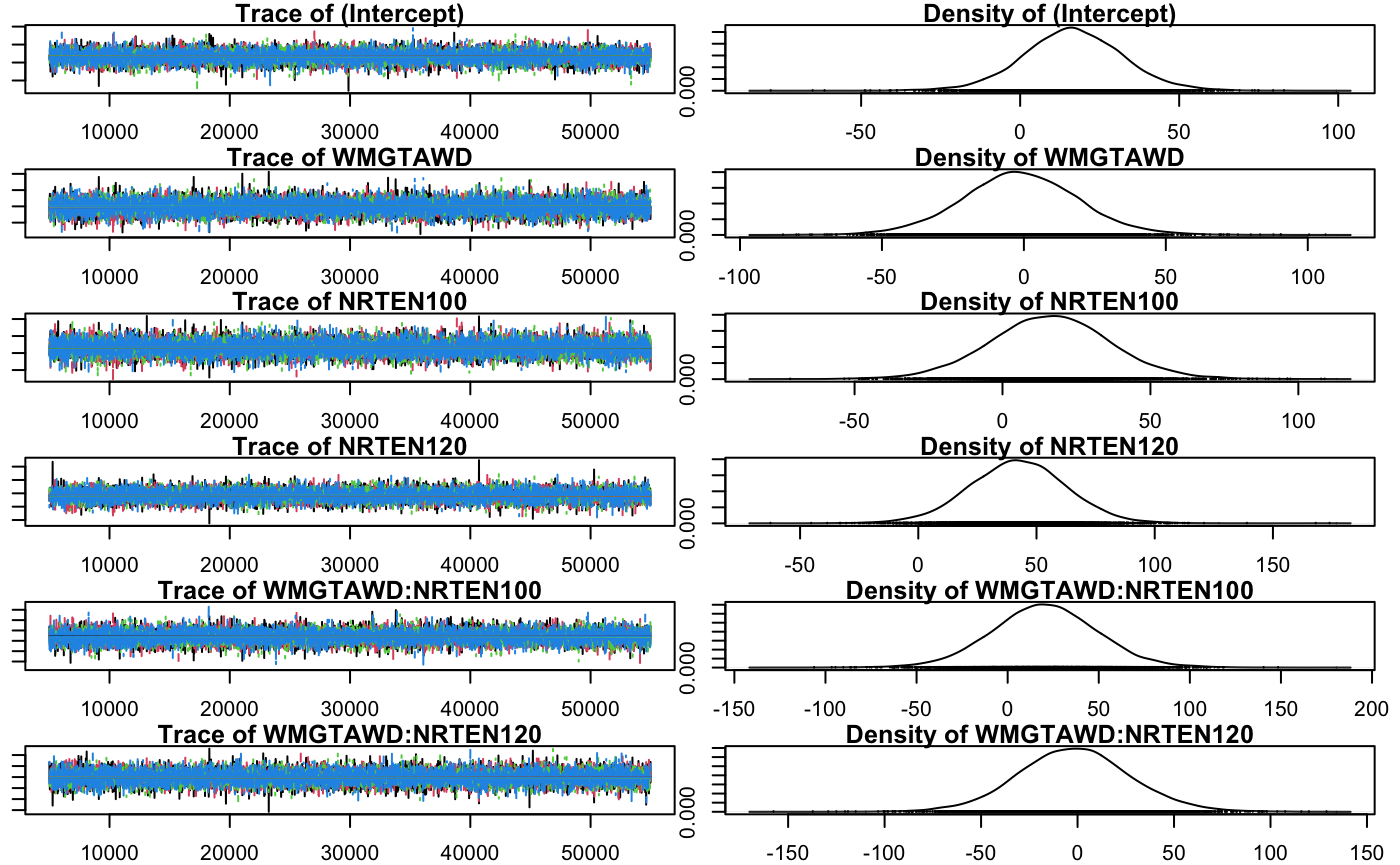 Trace of (Intercept) Density of (Intercept)
0.000
10000 20000 30000 40000 50000 -50 0 50 100
Trace of WMGTAWD Density of WMGTAWD
0.000
10000 20000 30000 40000 50000 -100 -50 0 50 100
Trace of NRTEN100 Density of NRTEN100
0.000
10000 20000 30000 40000 50000 -50 0 50 100
Trace of NRTEN120 Density of NRTEN120
0.000
10000 20000 30000 40000 50000 -50 0 50 100 150
Trace of WMGTAWD:NRTEN100 Density of WMGTAWD:NRTEN100
0.000
10000 20000 30000 40000 50000 -150 -100 -50 0 50 100 150 200
Trace of WMGTAWD:NRTEN120 Density of WMGTAWD:NRTEN120
0.000
10000 20000 30000 40000 50000 -150 -100 -50 0 50 100 150